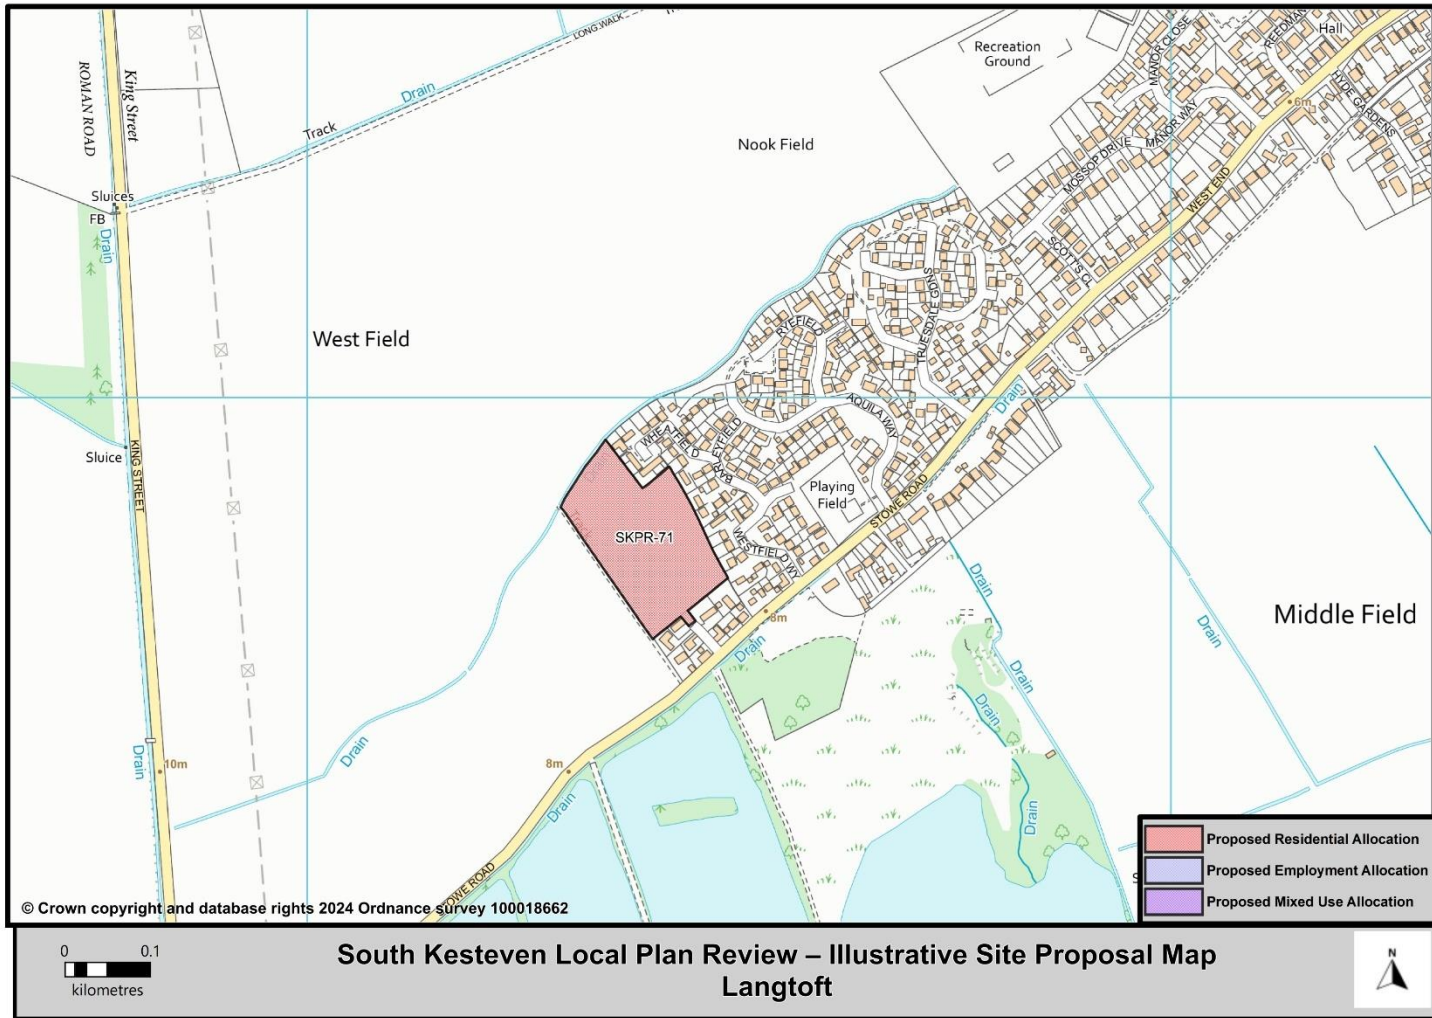 LONG WALK
MANOR CLOSE
REEDMAN
Hall
Recreation
Ground
King Street
ROMAN ROAD
Drain
Track
HYDE GARDENS
6m
Nook Field
MOSSOP DRIVE
MANOR WAY
Sluices
FB
Drain
WEST END
SCOTT'S CL
TRUESDALE GDNS
RYEFIELD
West Field
AQUILA WAY
Drain
WHEATFIELD
BARLEYFIELD
Sluice
KING STREET
Playing
Field
STOWE ROAD
Track
SKPR-71
WESTFIELD WY
Drain
8m
Middle Field
Drain
Drain
Drain
Drain
Drain
Drain
10m
8m
Drain
Drain
STOWE ROAD
© Crown copyright and database rights 2024 Ordnance survey 100018662
Proposed Residential Allocation
Proposed Employment Allocation
Proposed Mixed Use Allocation
0 0.1
kilometres
South Kesteven Local Plan Review – Illustrative Site Proposal Map
Langtoft
N